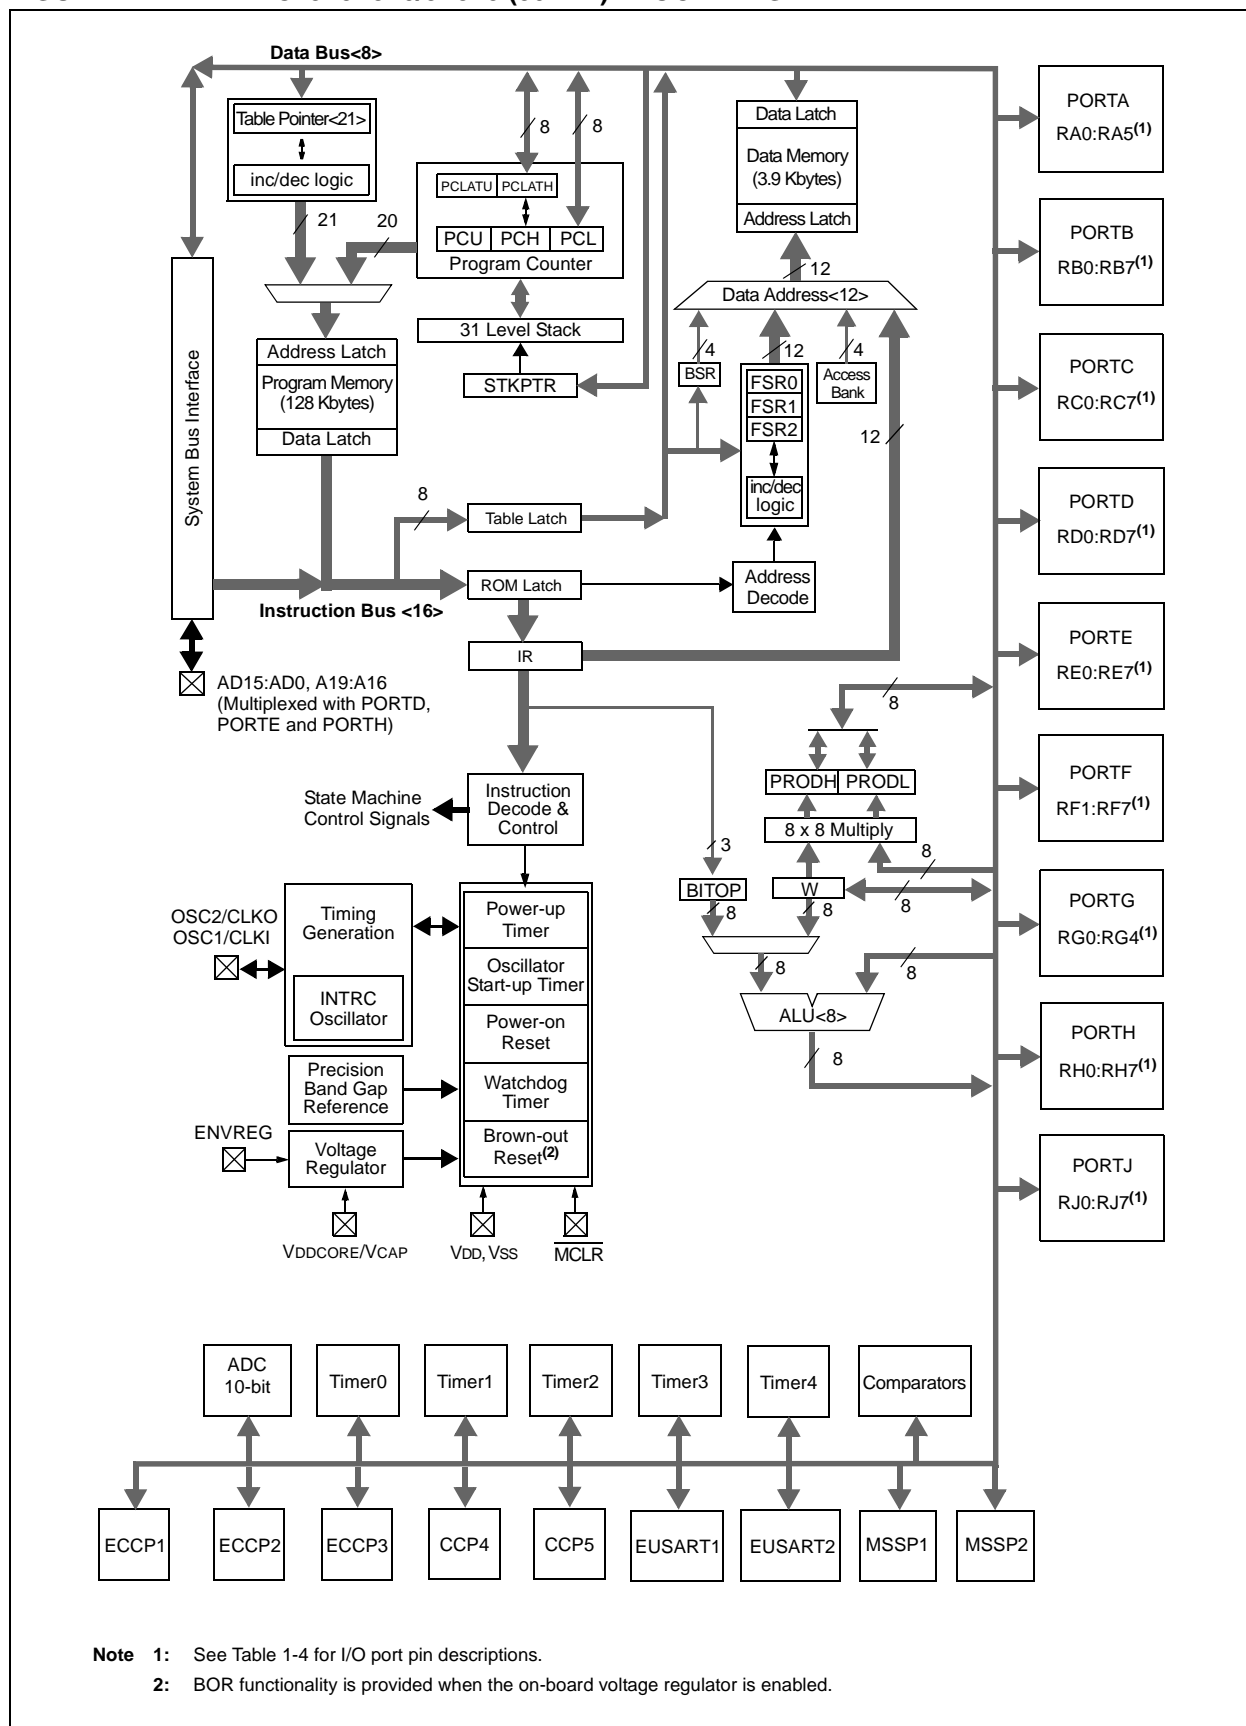 Data Bus<8>
Table Pointer<21>
inc/dec logic
21
20
8
8
PCLATU
PCLATH
PCU
PCH
PCL
Program Counter
31 Level Stack
STKPTR
Data Latch
Data Memory
(3.9 Kbytes)
Address Latch
12
Data Address<12>
4
12
4
BSR
FSR0
FSR1
FSR2
inc/dec
logic
Access
Bank
12
System Bus Interface
Address Latch
Program Memory
(128 Kbytes)
Data Latch
8
Table Latch
ROM Latch
Instruction Bus <16>
Address
Decode
IR
AD15:AD0, A19:A16
(Multiplexed with PORTD,
PORTE and PORTH)
8
PRODH
PRODL
State Machine
Control Signals
Instruction
Decode &
Control
8 x 8 Multiply
3
8
BITOP
W
8
8
8
8
8
ALU<8>
8
OSC2/CLKO
OSC1/CLKI
Timing
Generation
INTRC
Oscillator
Power-up
Timer
Oscillator
Start-up Timer
Power-on
Reset
Watchdog
Timer
Brown-out
Reset(2)
Precision
Band Gap
Reference
ENVREG
Voltage
Regulator
VDDCORE/VCAP
VDD, VSS
MCLR
PORTA
RA0:RA5(1)
PORTB
RB0:RB7(1)
PORTC
RC0:RC7(1)
PORTD
RD0:RD7(1)
PORTE
RE0:RE7(1)
PORTF
RF1:RF7(1)
PORTG
RG0:RG4(1)
PORTH
RH0:RH7(1)
PORTJ
RJ0:RJ7(1)
ADC
10-bit
Timer0
Timer1
Timer2
Timer3
Timer4
Comparators
ECCP1
ECCP2
ECCP3
CCP4
CCP5
EUSART1
EUSART2
MSSP1
MSSP2
Note 1: See Table 1-4 for I/O port pin descriptions.
2: BOR functionality is provided when the on-board voltage regulator is enabled.